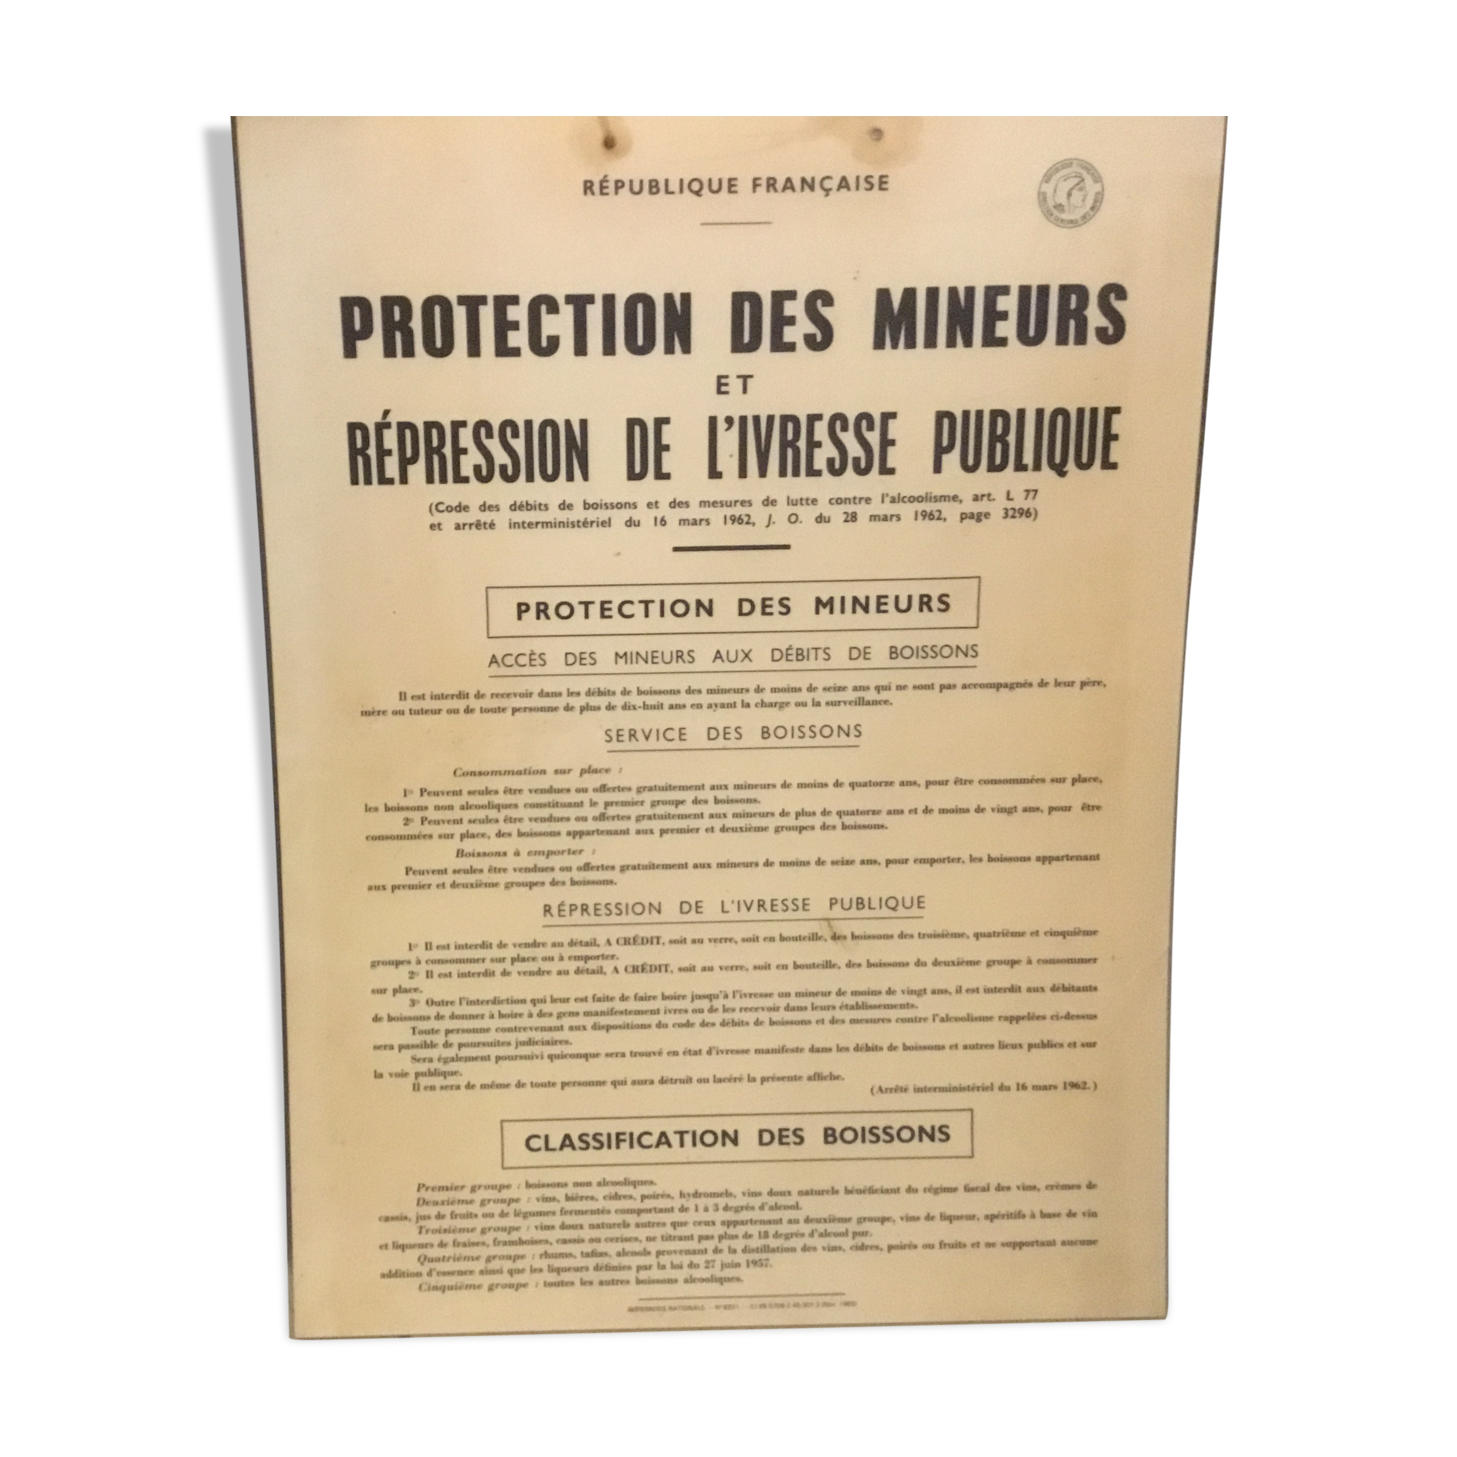 RÉPUBLIQUE FRANÇAISE
PROTECTION DES MINEURS
ET
RÉPRESSION DE L'IVRESSE PUBLIQUE
(Code des débits de boissons et des mesures de lutte contre l'alcoolisme, art. L 77
et arrêté interministériel du 16 mars 1962, J. O. du 28 mars 1962, page 3296)
PROTECTION DES MINEURS
ACCÈS DES MINEURS AUX DÉBITS DE BOISSONS
Il est interdit de recevoir dans les débits de boissons des mineurs de moins de seize ans qui ne sont pas accompagnés de leur père,
mère ou tuteur ou de toute personne de plus de dix-huit ans en ayant la charge ou la surveillance.
SERVICE DES BOISSONS
Consommation sur place :
1° Peuvent seules être vendues ou offertes gratuitement aux mineurs de moins de quatorze ans, pour être consommées sur place,
les boissons non alcooliques constituant le premier groupe des boissons.
2° Peuvent seules être vendues ou offertes gratuitement aux mineurs de plus de quatorze ans et de moins de vingt ans, pour être
consommées sur place, des boissons appartenant aux premier et deuxième groupes des boissons.
Boissons à emporter :
Peuvent seules être vendues ou offertes gratuitement aux mineurs de moins de seize ans, pour emporter, les boissons appartenant
aux premier et deuxième groupes des boissons.
RÉPRESSION DE L'IVRESSE PUBLIQUE
1° Il est interdit de vendre au détail, A CRÉDIT, soit au verre, soit en bouteille, des boissons des troisième, quatrième et cinquième
groupes à consommer sur place ou à emporter.
2° Il est interdit de vendre au détail, A CRÉDIT, soit au verre, soit en bouteille, des boissons du deuxième groupe à consommer
sur place.
3° Outre l'interdiction qui leur est faite de faire boire jusqu'à l'ivresse un mineur de moins de vingt ans, il est interdit aux débitants
de boissons de donner à boire à des gens manifestement ivres ou de les recevoir dans leurs établissements.
Toute personne contrevenant aux dispositions du code des débits de boissons et des mesures contre l'alcoolisme rappelées ci-dessus
sera passible de poursuites judiciaires.
Sera également poursuivi quiconque sera trouvé en état d'ivresse manifeste dans les débits de boissons et autres lieux publics et sur
la voie publique.
Il en sera de même de toute personne qui aura détruit ou lacéré la présente affiche.
(Arrêté interministériel du 16 mars 1962.)
CLASSIFICATION DES BOISSONS
Premier groupe : boissons non alcooliques.
Deuxième groupe : vins, bières, cidres, poirés, hydromels, vins doux naturels bénéficiant du régime fiscal des vins, crèmes de
cassis, jus de fruits ou de légumes fermentés comportant de 1 à 3 degrés d'alcool.
Troisième groupe : vins doux naturels autres que ceux appartenant au deuxième groupe, vins de liqueur, apéritifs à base de vin
et liqueurs de fraises, framboises, cassis ou cerises, ne titrant pas plus de 18 degrés d'alcool pur.
Quatrième groupe : rhums, tafias, alcools provenant de la distillation des vins, cidres, poirés ou fruits et ne supportant aucune
addition d'essence ainsi que les liqueurs définies par la loi du 27 juin 1957.
Cinquième groupe : toutes les autres boissons alcooliques.
IMPRIMERIE NATIONALE